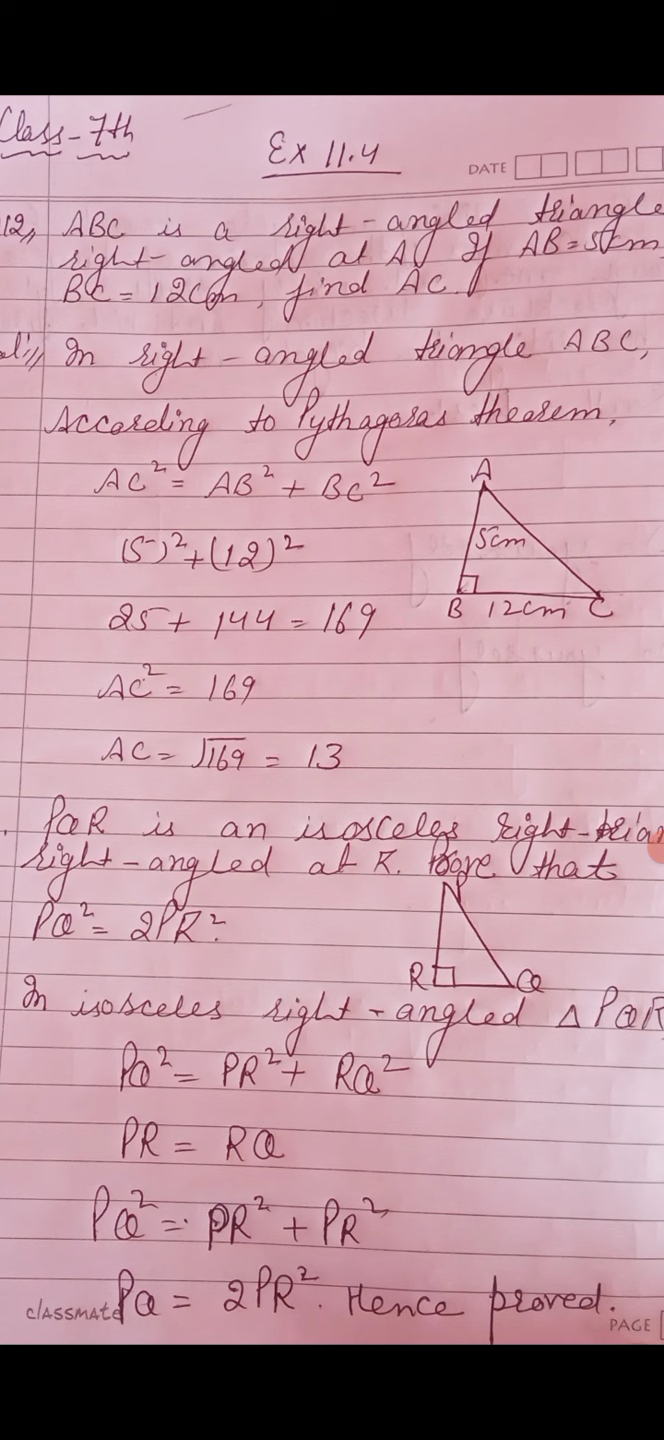 Class - 7th
Ex 11.4
DATE
12, ABC is a right-angled triangle
right-angled at A. If AB = 5cm
BC = 12cm, find AC.
In right-angled triangle ABC,
According to Pythagoras theorem,
AC² = AB² + BC²
(5)² + (12)²
25 + 144 = 169
AC² = 169
AC = √169 = 13
A
5cm
B 12cm C
PQR is an isosceles right-trian
right-angled at R. Prove that
PQ² = 2PR².
P
R Q
In isosceles right-angled △ PQR
PQ² = PR² + RQ²
PR = RQ
PQ² = PR² + PR²
PQ = 2PR². Hence proved.
classmate
PAGE